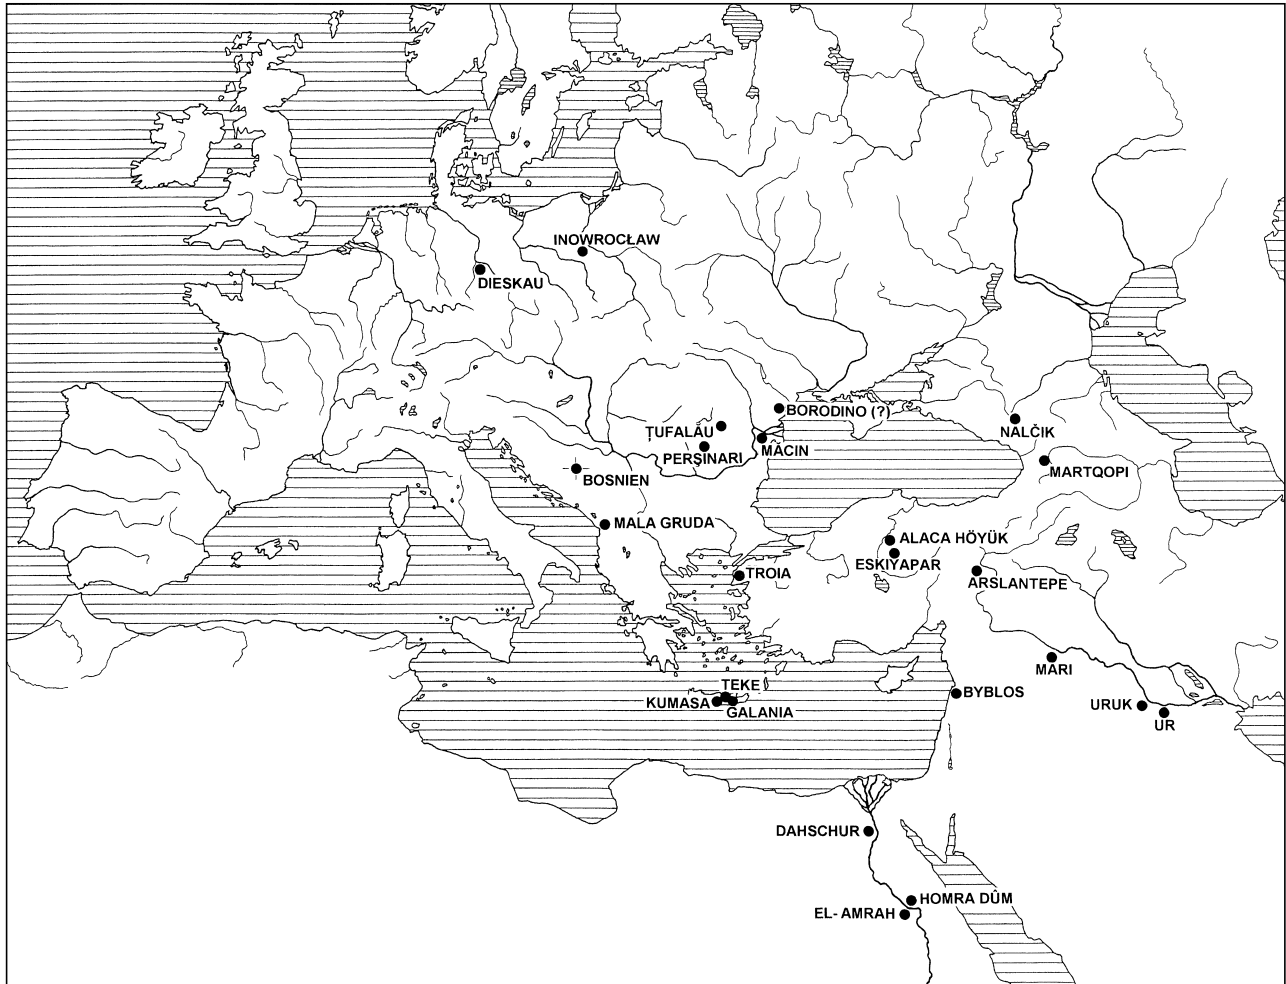 INOWROCŁAW
DIESKAU
BORODINO (?)
ŢUFALĂU
NALČIK
MĂCIN
PERŞINARI
MARTQOPI
BOSNIEN
MALA GRUDA
ALACA HÖYÜK
ESKIYAPAR
TROIA
ARSLANTEPE
MARI
TEKE
BYBLOS
KUMASA
URUK
GALANIA
UR
DAHSCHUR
HOMRA DÛM
EL- AMRAH